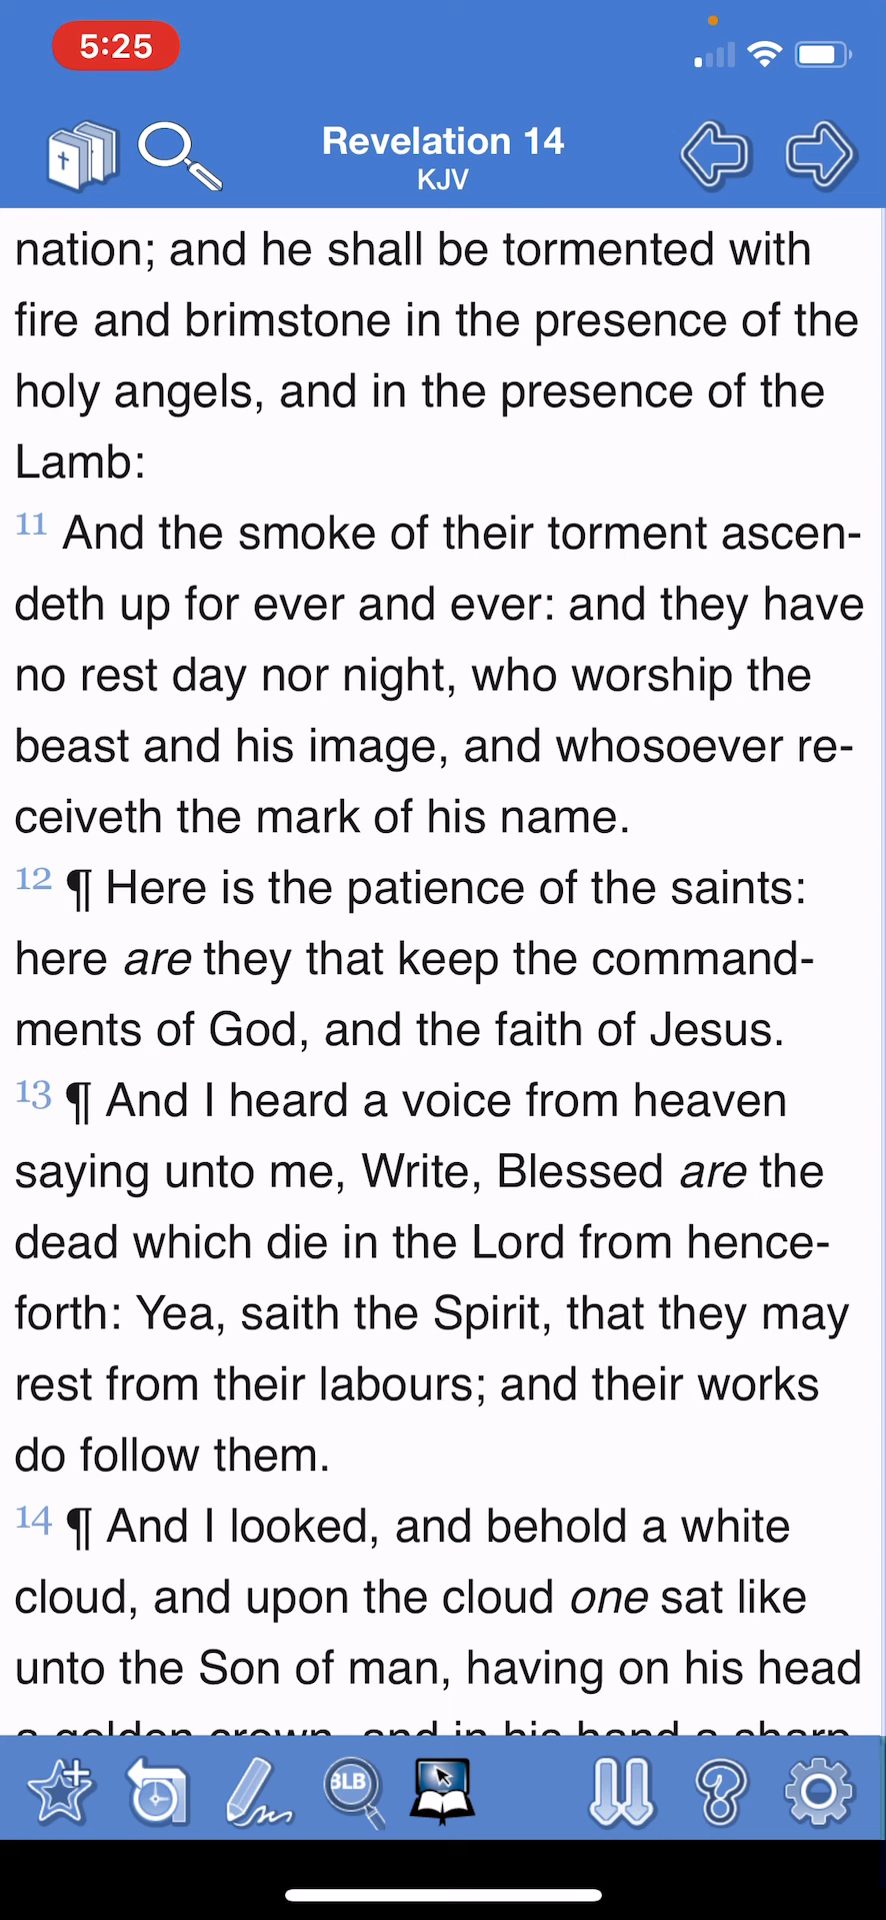 5:25
Revelation 14
KJV
nation; and he shall be tormented with
fire and brimstone in the presence of the
holy angels, and in the presence of the
Lamb:
11 And the smoke of their torment ascen-
deth up for ever and ever: and they have
no rest day nor night, who worship the
beast and his image, and whosoever re-
ceiveth the mark of his name.
12 ¶ Here is the patience of the saints:
here are they that keep the command-
ments of God, and the faith of Jesus.
13 ¶ And I heard a voice from heaven
saying unto me, Write, Blessed are the
dead which die in the Lord from hence-
forth: Yea, saith the Spirit, that they may
rest from their labours; and their works
do follow them.
14 ¶ And I looked, and behold a white
cloud, and upon the cloud one sat like
unto the Son of man, having on his head
a golden crown, and in his hand a sharp
BLB